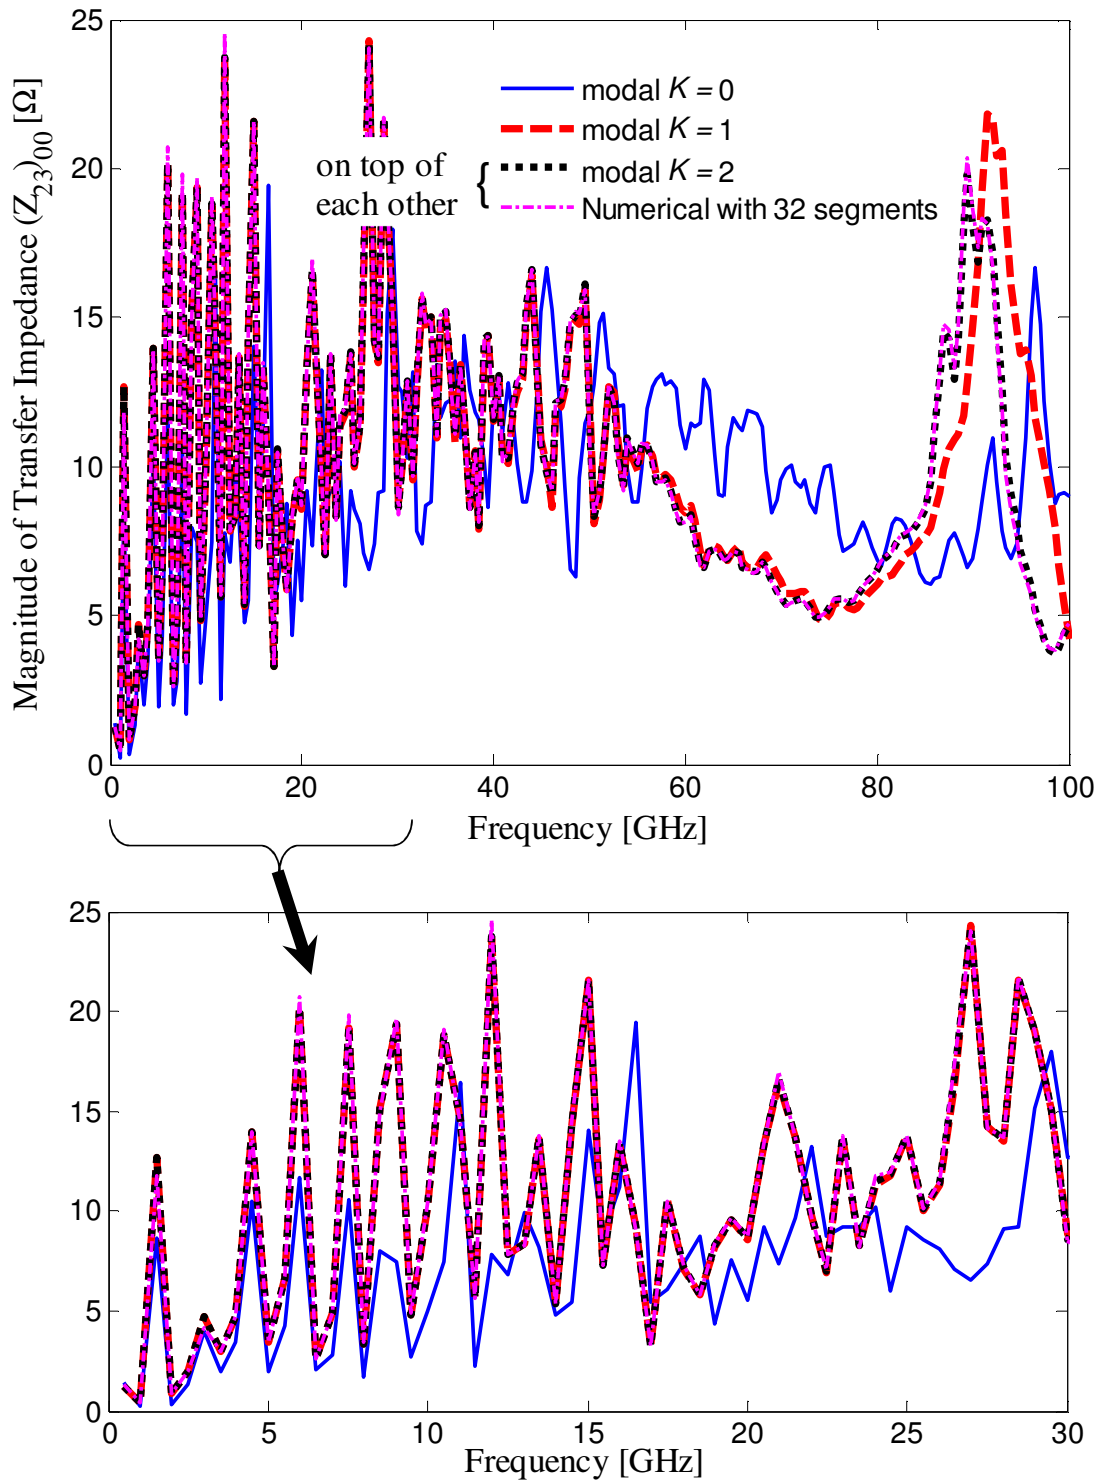 Magnitude of Transfer Impedance (Z23)00 [Ω]
25
20
15
10
5
0
modal K = 0
modal K = 1
modal K = 2
Numerical with 32 segments
on top of
each other
{
0 20 40 60 80 100
Frequency [GHz]
25
20
15
10
5
0
0 5 10 15 20 25 30
Frequency [GHz]